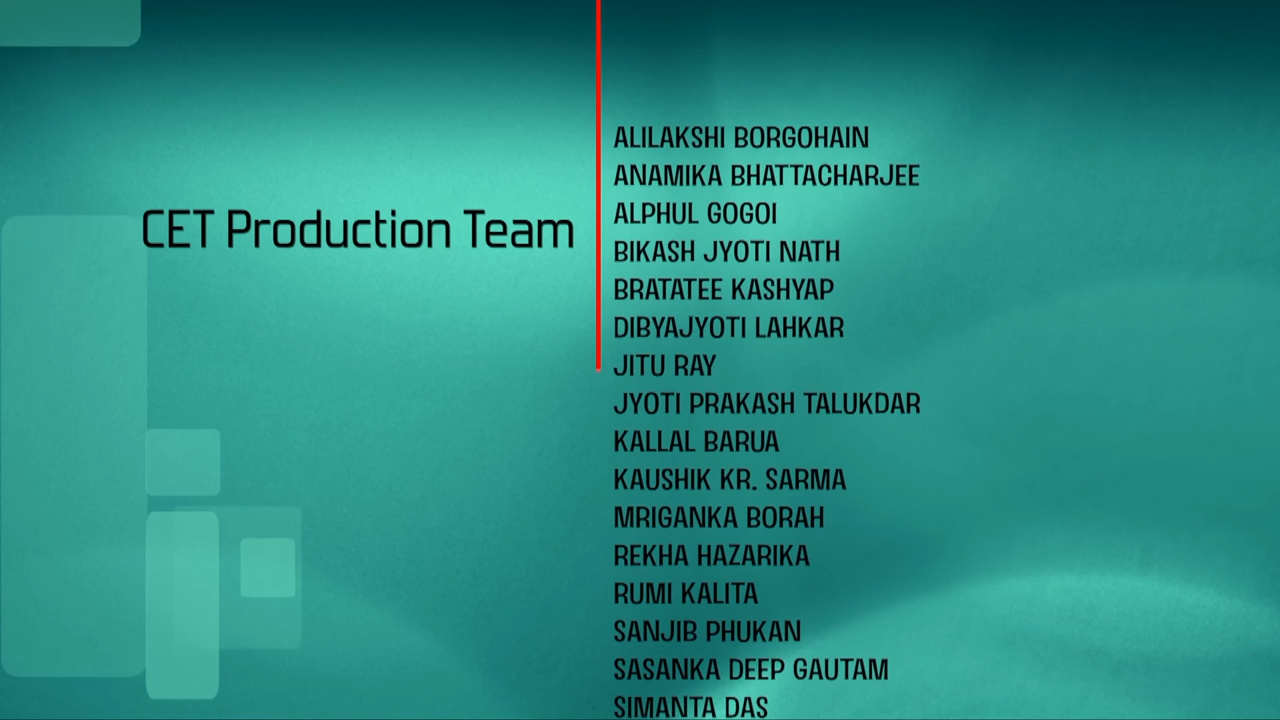 CET Production Team
ALILAKSHI BORGOHAIN
ANAMIKA BHATTACHARJEE
ALPHUL GOGOI
BIKASH JYOTI NATH
BRATATEE KASHYAP
DIBYAJYOTI LAHKAR
JITU RAY
JYOTI PRAKASH TALUKDAR
KALLAL BARUA
KAUSHIK KR. SARMA
MRIGANKA BORAH
REKHA HAZARIKA
RUMI KALITA
SANJIB PHUKAN
SASANKA DEEP GAUTAM
SIMANTA DAS